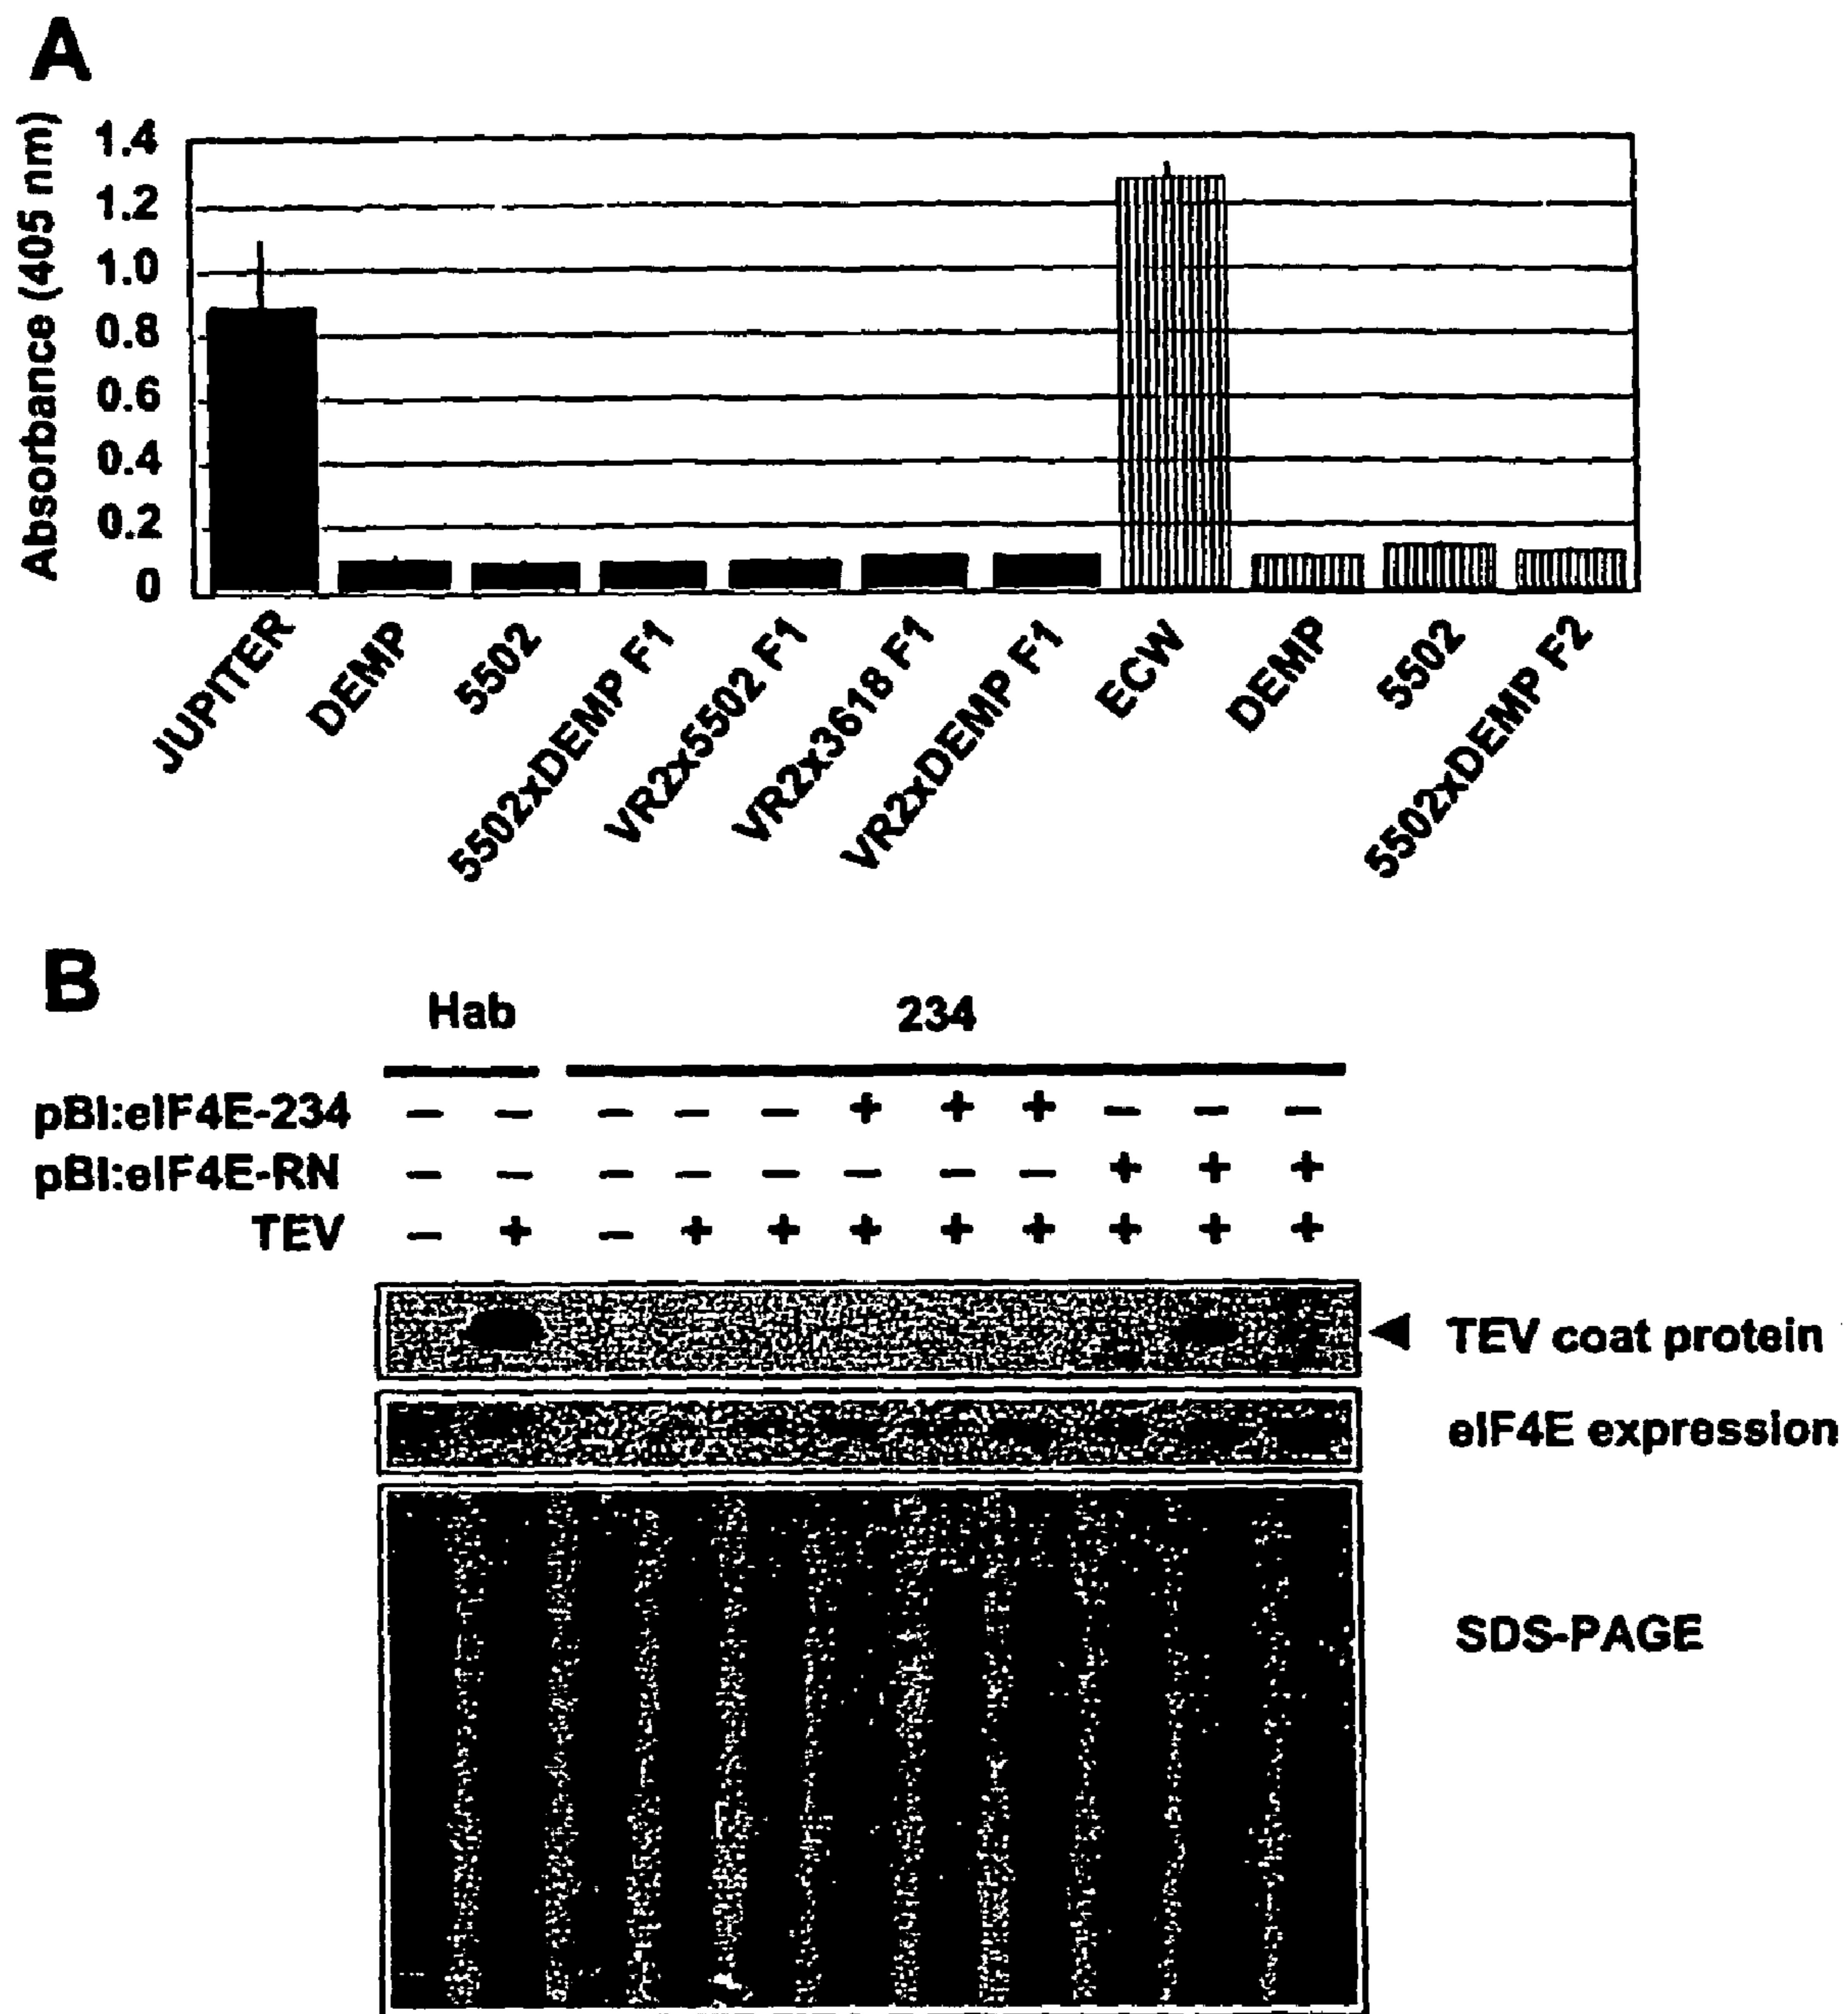 A
Absorbance (405 nm)
1.4
1.2
1.0
0.8
0.6
0.4
0.2
0
JUPITER
DEMP
5502
5502xDEMP F1
VR2x5502 F1
VR2x3618 F1
VR2xDEMP F1
ECW
DEMP
5502
5502xDEMP F2
B
Hab 234
pBI:eIF4E-234 – – – – – + + + – – –
pBI:eIF4E-RN – – – – – – – – + + +
TEV – + – + + + + + + + +
TEV coat protein
eIF4E expression
SDS-PAGE